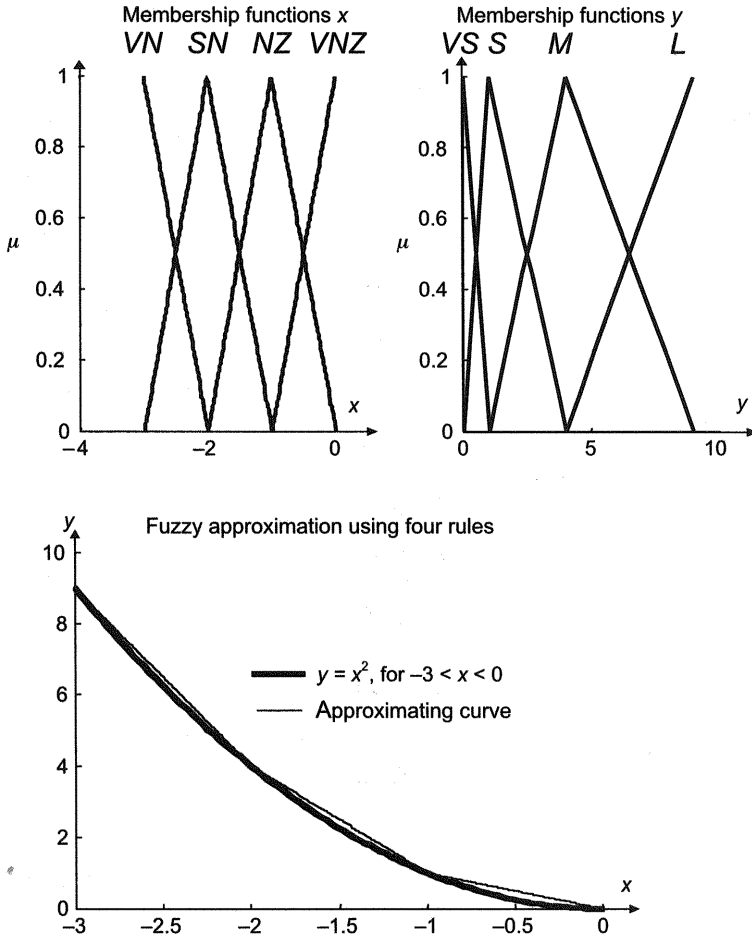 Membership functions x
VN SN NZ VNZ
1
0.8
0.6
μ
0.4
0.2
0
x
–4 –2 0
Membership functions y
VS S M L
1
0.8
0.6
μ
0.4
0.2
0
y
0 5 10
Fuzzy approximation using four rules
y
10
8
6
4
2
0
y = x², for –3 < x < 0
Approximating curve
x
–3 –2.5 –2 –1.5 –1 –0.5 0